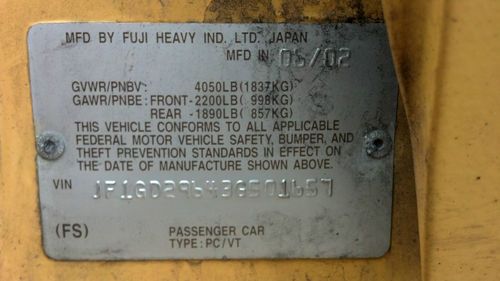 MFD BY FUJI HEAVY IND. LTD. JAPAN
MFD IN 05/02
GVWR/PNBV: 4050LB(1837KG)
GAWR/PNBE: FRONT-2200LB( 998KG)
REAR -1890LB( 857KG)
THIS VEHICLE CONFORMS TO ALL APPLICABLE
FEDERAL MOTOR VEHICLE SAFETY, BUMPER, AND
THEFT PREVENTION STANDARDS IN EFFECT ON
THE DATE OF MANUFACTURE SHOWN ABOVE.
VIN JF1GD29643G501657
(FS) PASSENGER CAR
TYPE: PC/VT